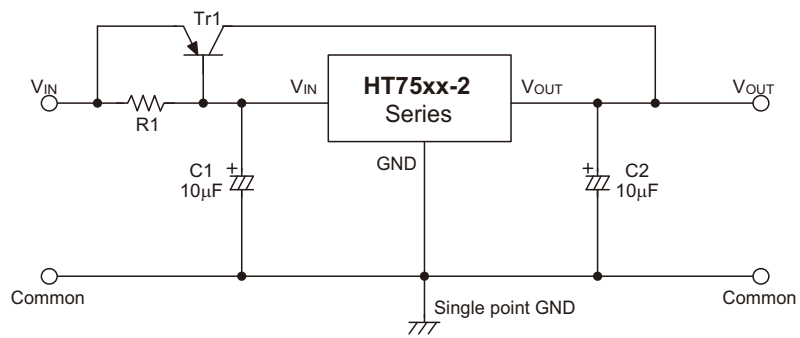 Tr1
VIN
R1
VIN
HT75xx-2
Series
VOUT
VOUT
GND
C1
+
10μF
C2
+
10μF
Common
Single point GND
Common